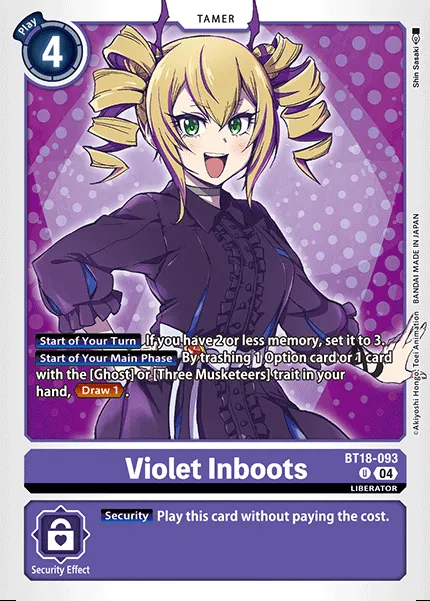 TAMER
Play
4
Shin Sasaki
Start of Your Turn If you have 2 or less memory, set it to 3.
Start of Your Main Phase By trashing 1 Option card or 1 card
with the [Ghost] or [Three Musketeers] trait in your
hand, Draw 1.
©Akiyoshi Hongo, Toei Animation BANDAI MADE IN JAPAN
Violet Inboots
BT18-093
U 04
LIBERATOR
Security Play this card without paying the cost.
Security Effect